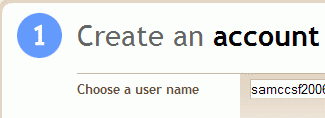 1 Create an account
Choose a user name samccsf2006